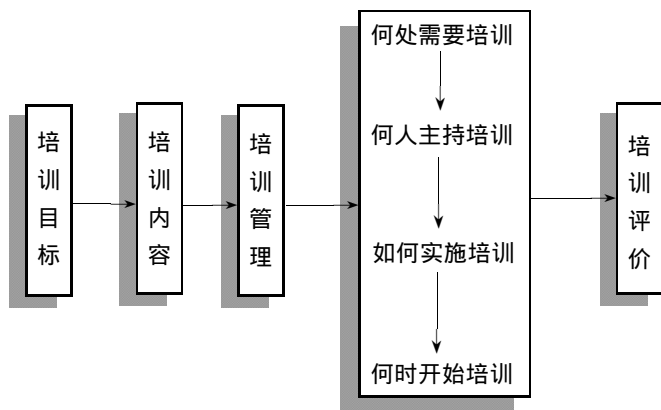 培训目标
培训内容
培训管理
何处需要培训
何人主持培训
如何实施培训
何时开始培训
培训评价